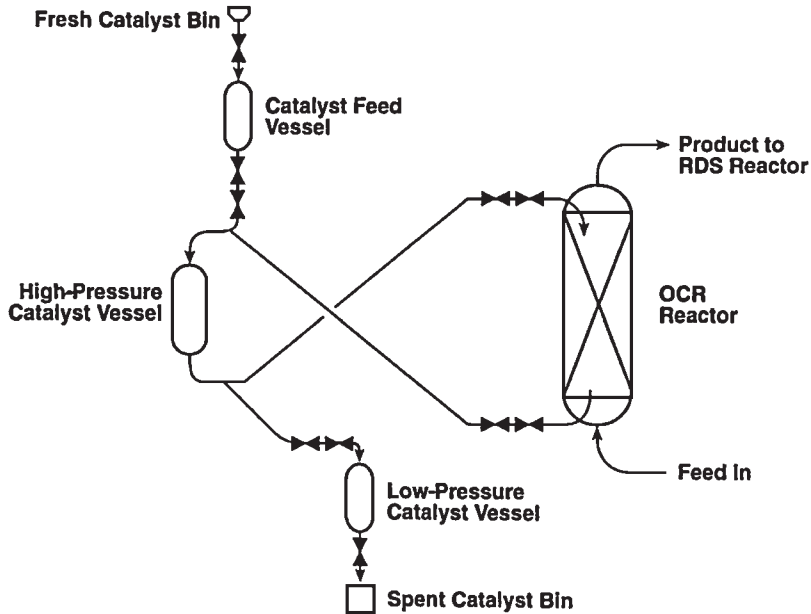 Fresh Catalyst Bin
Catalyst Feed
Vessel
Product to
RDS Reactor
High-Pressure
Catalyst Vessel
OCR
Reactor
Feed in
Low-Pressure
Catalyst Vessel
Spent Catalyst Bin